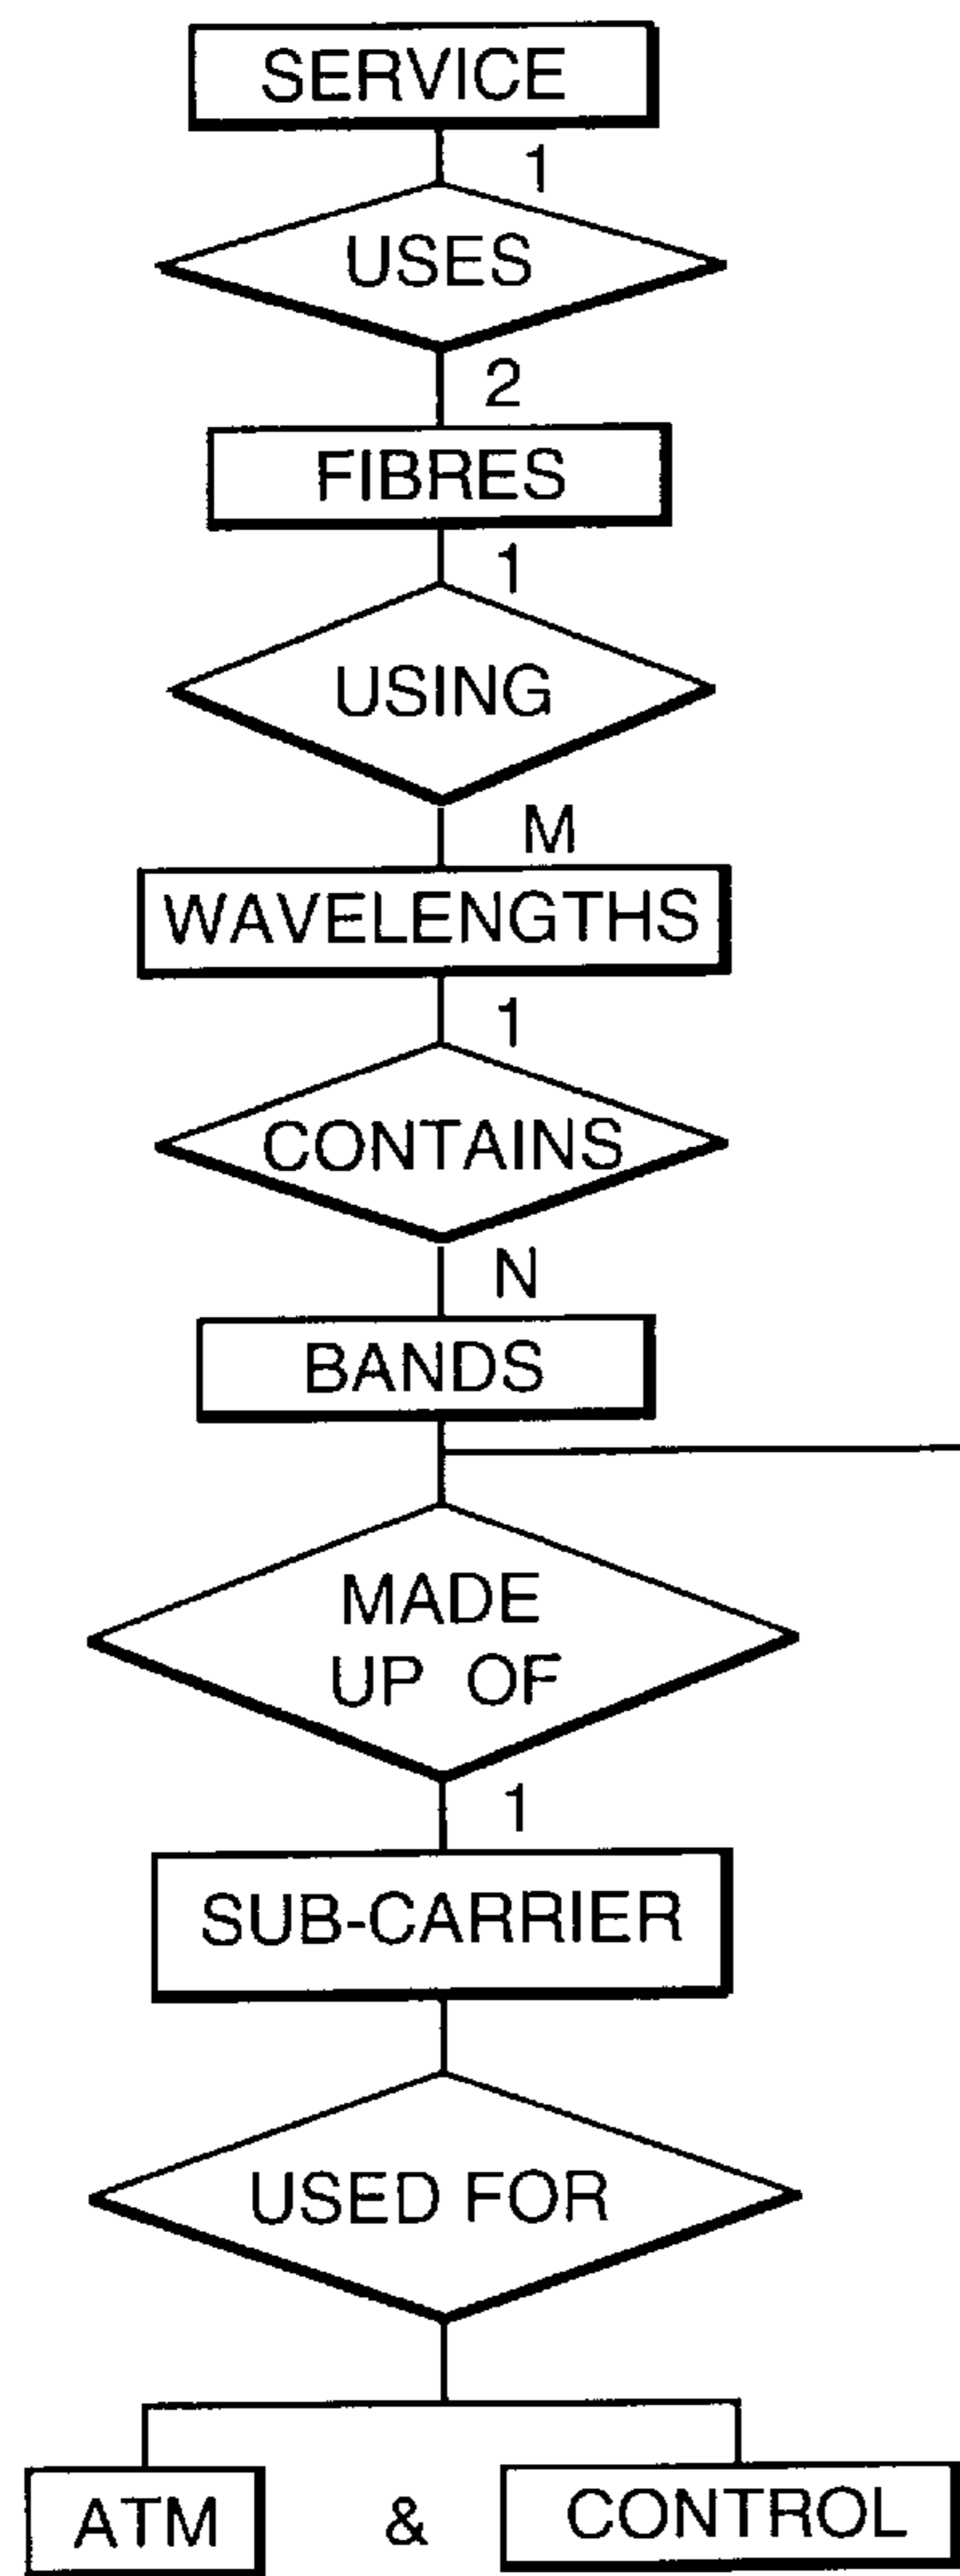 SERVICE
1
USES
2
FIBRES
1
USING
M
WAVELENGTHS
1
CONTAINS
N
BANDS
MADE
UP OF
1
SUB-CARRIER
USED FOR
ATM & CONTROL